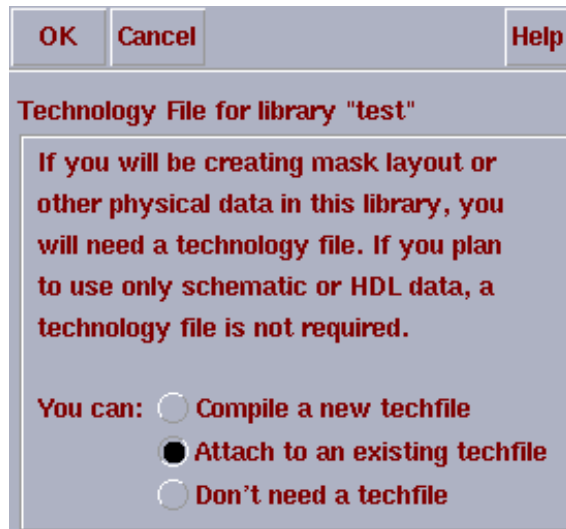 OK Cancel Help
Technology File for library "test"
If you will be creating mask layout or
other physical data in this library, you
will need a technology file. If you plan
to use only schematic or HDL data, a
technology file is not required.
You can: Compile a new techfile
Attach to an existing techfile
Don't need a techfile